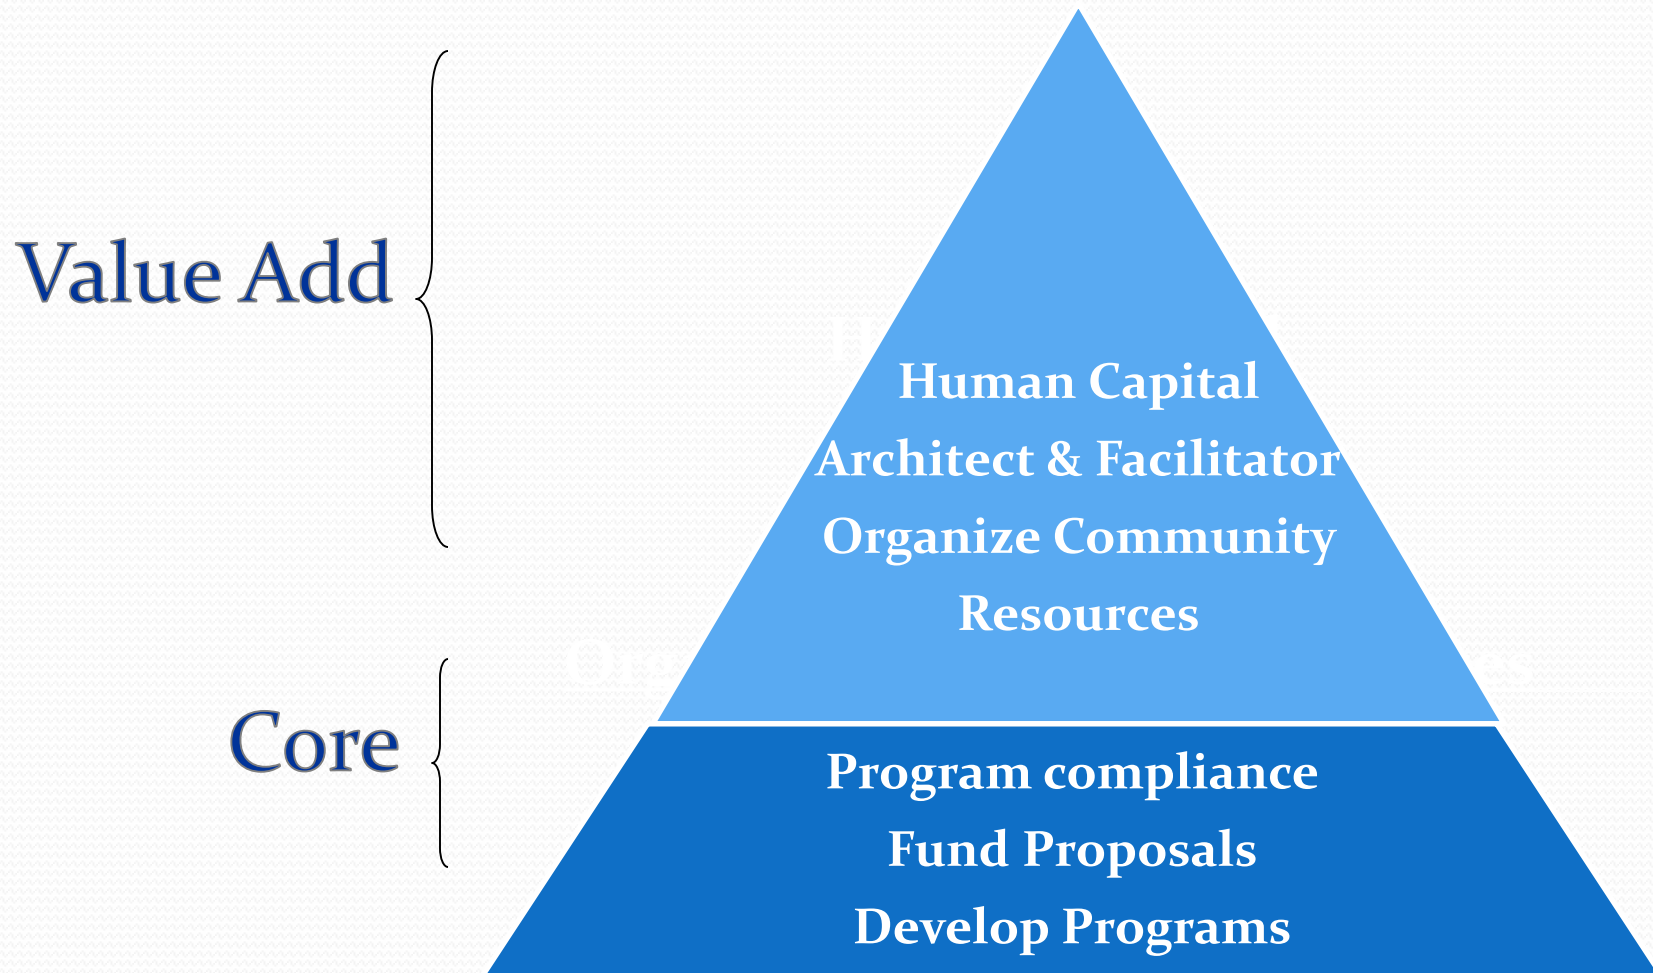 Value Add
Human Capital
Architect & Facilitator
Organize Community
Resources
Core
Program compliance
Fund Proposals
Develop Programs